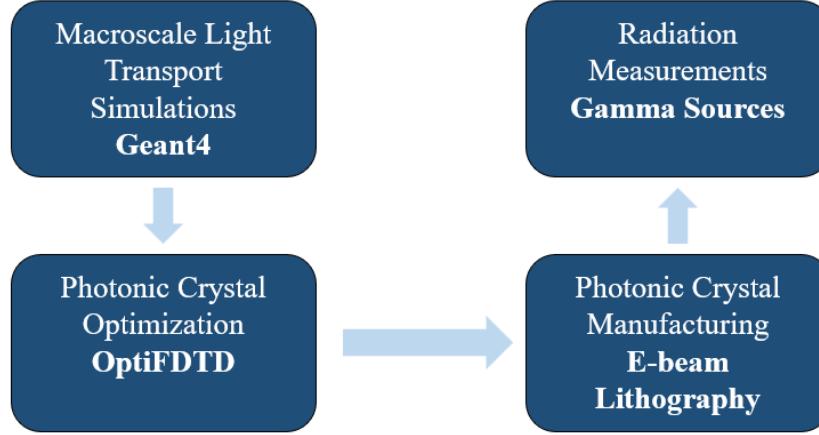 Macroscale Light
Transport
Simulations
Geant4
Photonic Crystal
Optimization
OptiFDTD
Photonic Crystal
Manufacturing
E-beam
Lithography
Radiation
Measurements
Gamma Sources